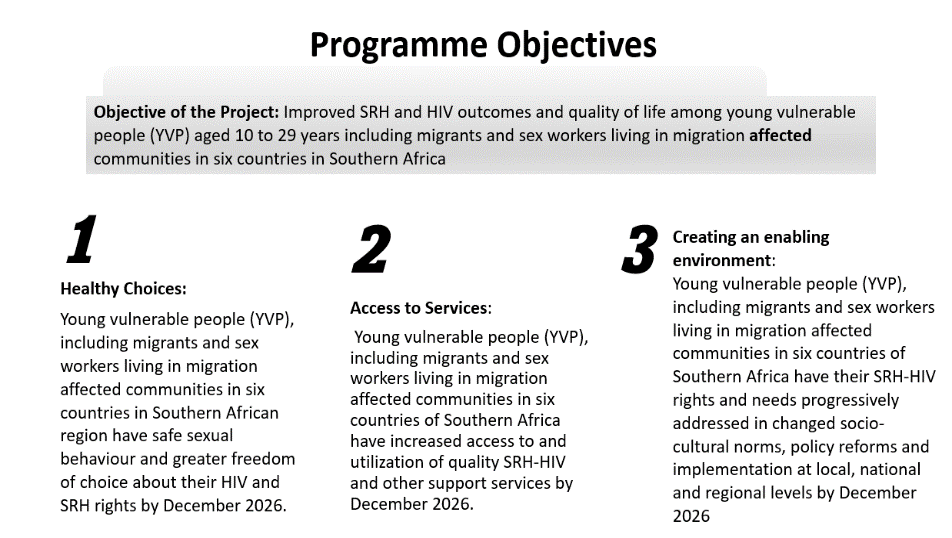 Programme Objectives
Objective of the Project: Improved SRH and HIV outcomes and quality of life among young vulnerable
people (YVP) aged 10 to 29 years including migrants and sex workers living in migration affected
communities in six countries in Southern Africa
1
Healthy Choices:
Young vulnerable people (YVP),
including migrants and sex
workers living in migration
affected communities in six
countries in Southern African
region have safe sexual
behaviour and greater freedom
of choice about their HIV and
SRH rights by December 2026.
2
Access to Services:
Young vulnerable people (YVP),
including migrants and sex
workers living in migration
affected communities in six
countries of Southern Africa
have increased access to and
utilization of quality SRH-HIV
and other support services by
December 2026.
3
Creating an enabling
environment:
Young vulnerable people (YVP),
including migrants and sex workers
living in migration affected
communities in six countries of
Southern Africa have their SRH-HIV
rights and needs progressively
addressed in changed socio-
cultural norms, policy reforms and
implementation at local, national
and regional levels by December
2026